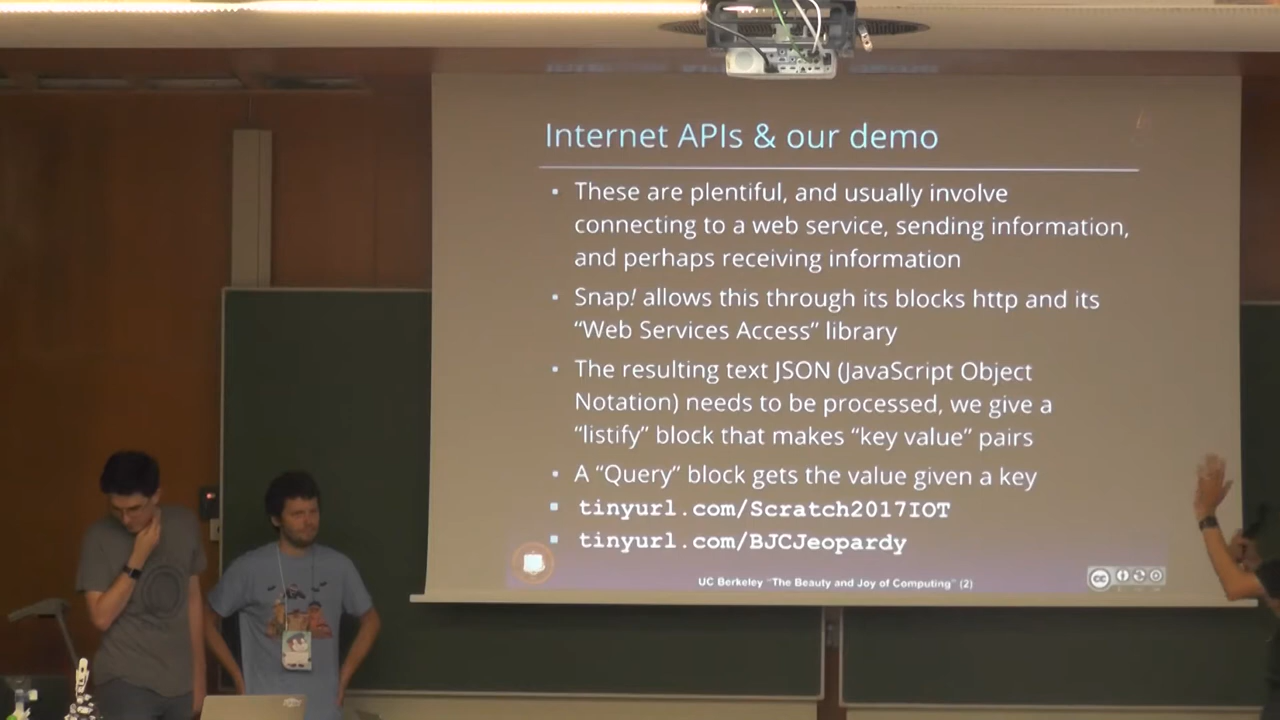 Internet APIs & our demo
These are plentiful, and usually involve
connecting to a web service, sending information,
and perhaps receiving information
Snap! allows this through its blocks http and its
“Web Services Access” library
The resulting text JSON (JavaScript Object
Notation) needs to be processed, we give a
“listify” block that makes “key value” pairs
A “Query” block gets the value given a key
tinyurl.com/Scratch2017IOT
tinyurl.com/BJCJeopardy
UC Berkeley “The Beauty and Joy of Computing” (2)
cc